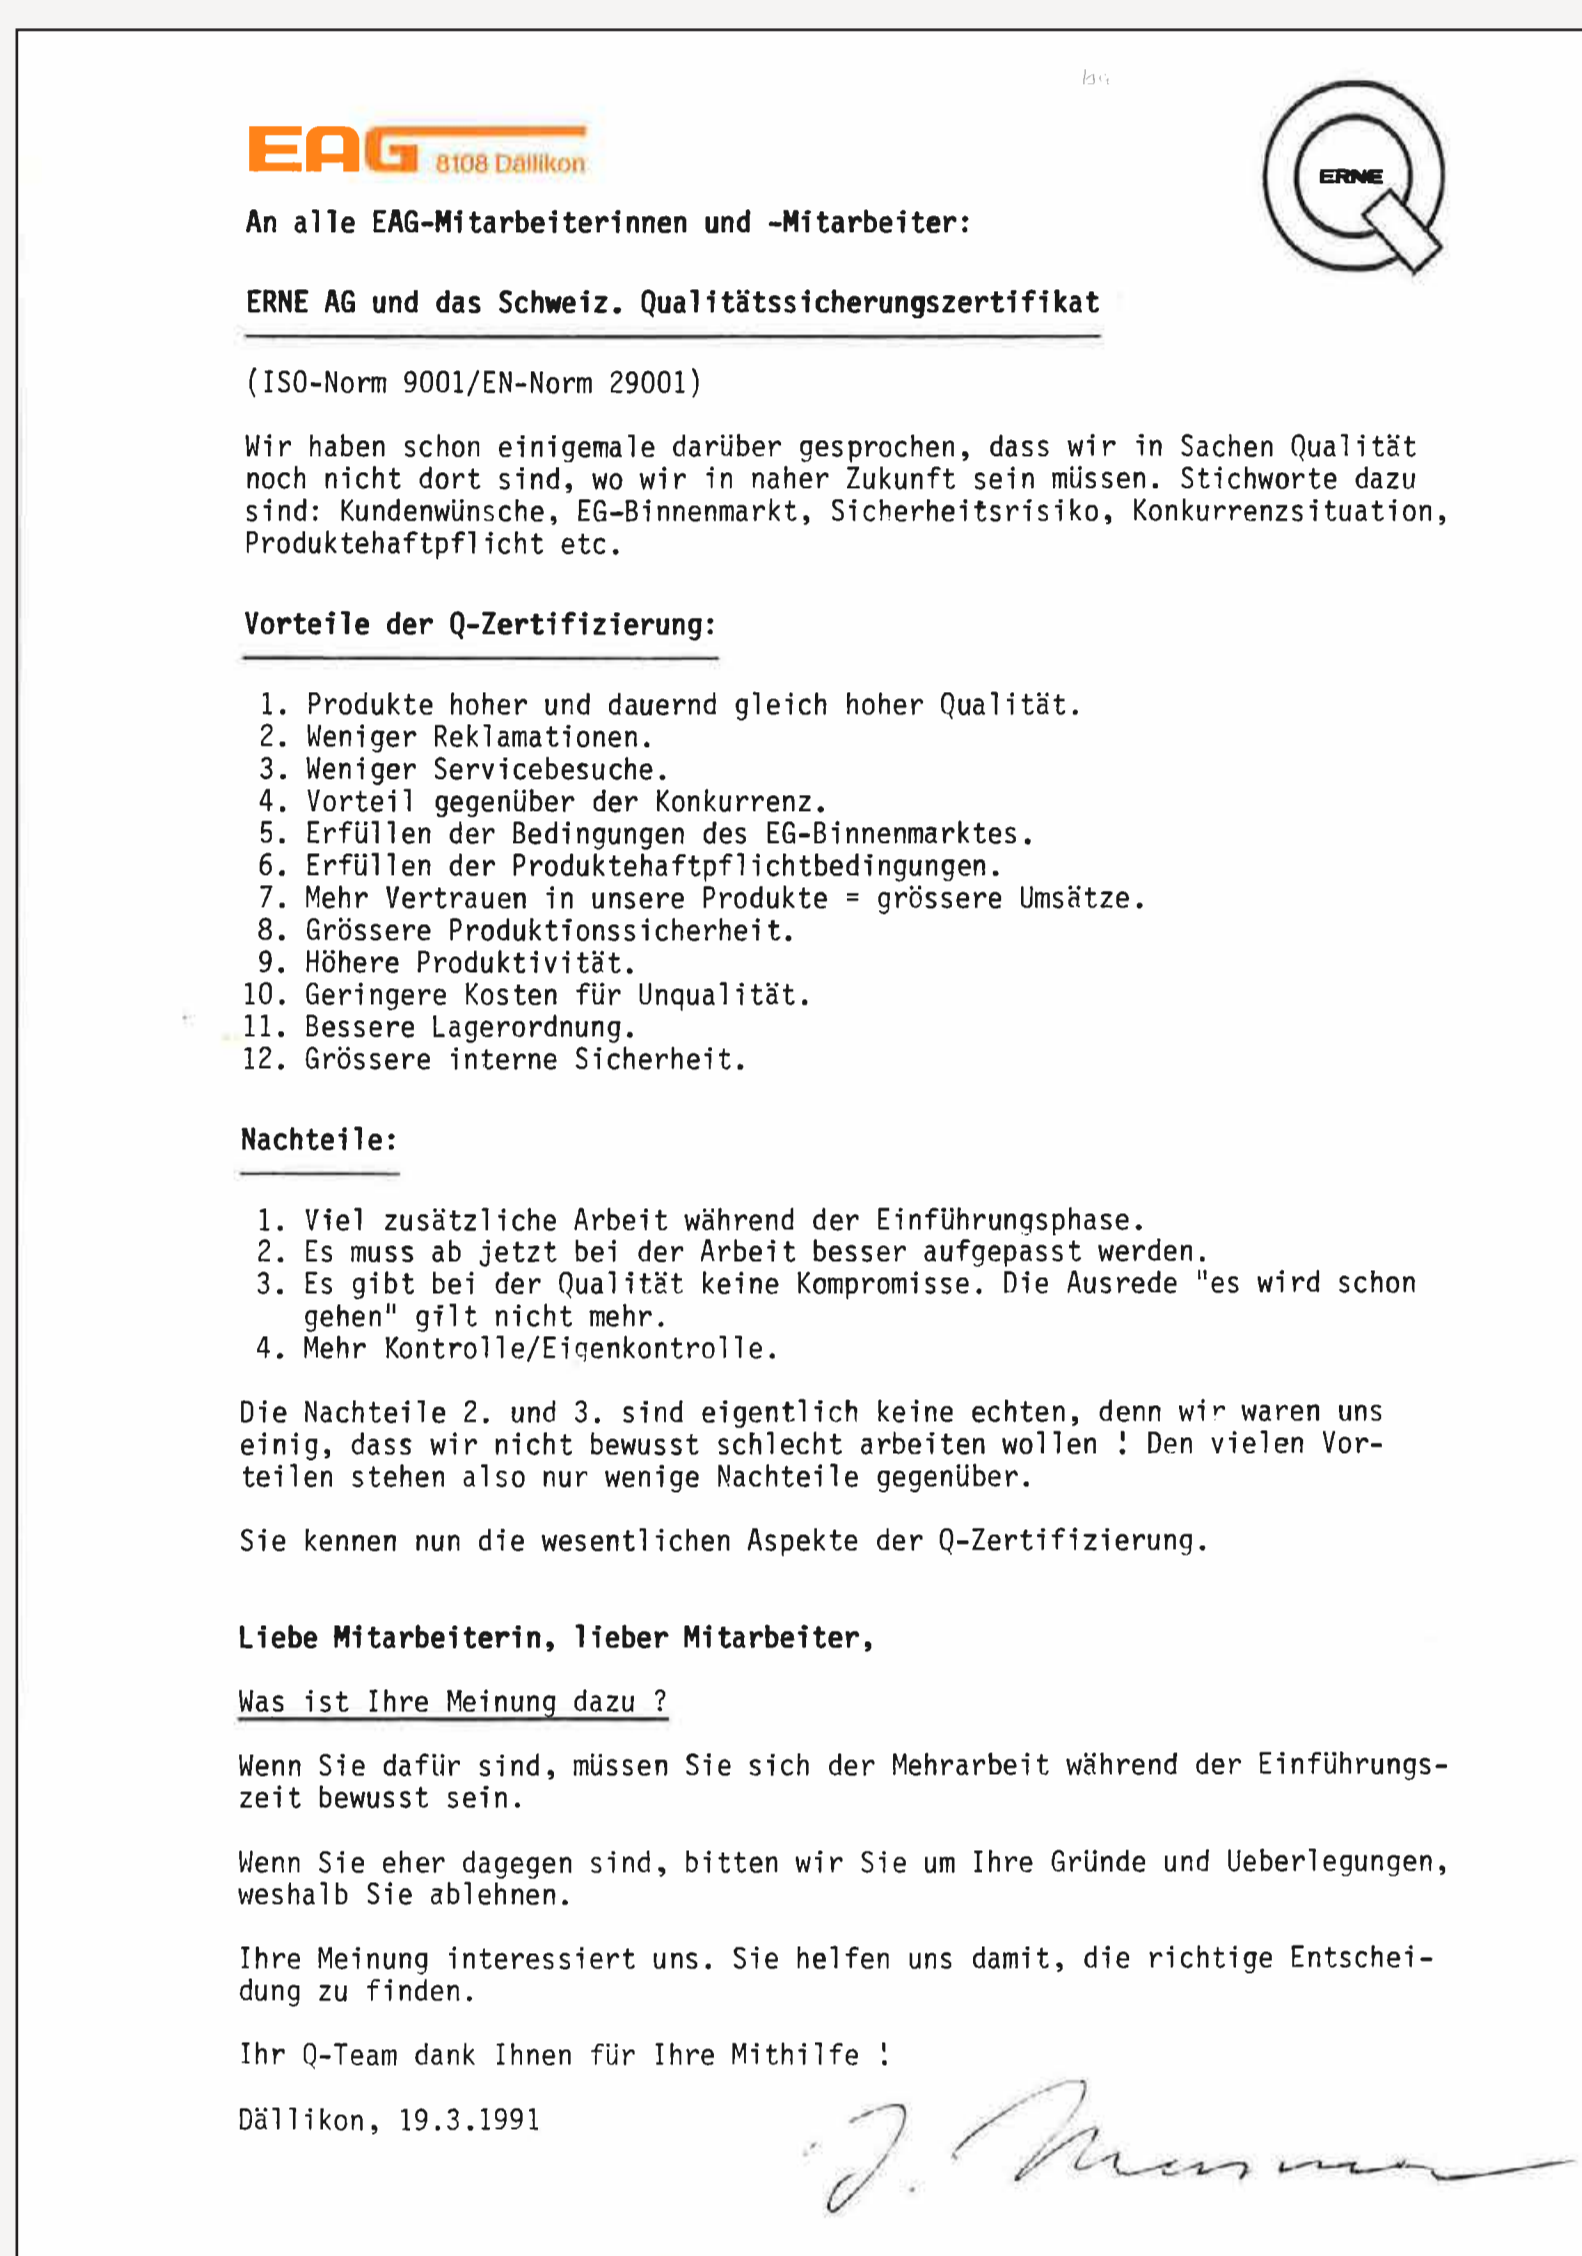 EAG 8108 Dällikon
ERNE
An alle EAG-Mitarbeiterinnen und -Mitarbeiter:
ERNE AG und das Schweiz. Qualitätssicherungszertifikat
(ISO-Norm 9001/EN-Norm 29001)
Wir haben schon einigemale darüber gesprochen, dass wir in Sachen Qualität
noch nicht dort sind, wo wir in naher Zukunft sein müssen. Stichworte dazu
sind: Kundenwünsche, EG-Binnenmarkt, Sicherheitsrisiko, Konkurrenzsituation,
Produktehaftpflicht etc.
Vorteile der Q-Zertifizierung:
1. Produkte hoher und dauernd gleich hoher Qualität.
2. Weniger Reklamationen.
3. Weniger Servicebesuche.
4. Vorteil gegenüber der Konkurrenz.
5. Erfüllen der Bedingungen des EG-Binnenmarktes.
6. Erfüllen der Produktehaftpflichtbedingungen.
7. Mehr Vertrauen in unsere Produkte = grössere Umsätze.
8. Grössere Produktionssicherheit.
9. Höhere Produktivität.
10. Geringere Kosten für Unqualität.
11. Bessere Lagerordnung.
12. Grössere interne Sicherheit.
Nachteile:
1. Viel zusätzliche Arbeit während der Einführungsphase.
2. Es muss ab jetzt bei der Arbeit besser aufgepasst werden.
3. Es gibt bei der Qualität keine Kompromisse. Die Ausrede "es wird schon
gehen" gilt nicht mehr.
4. Mehr Kontrolle/Eigenkontrolle.
Die Nachteile 2. und 3. sind eigentlich keine echten, denn wir waren uns
einig, dass wir nicht bewusst schlecht arbeiten wollen ! Den vielen Vor-
teilen stehen also nur wenige Nachteile gegenüber.
Sie kennen nun die wesentlichen Aspekte der Q-Zertifizierung.
Liebe Mitarbeiterin, lieber Mitarbeiter,
Was ist Ihre Meinung dazu ?
Wenn Sie dafür sind, müssen Sie sich der Mehrarbeit während der Einführungs-
zeit bewusst sein.
Wenn Sie eher dagegen sind, bitten wir Sie um Ihre Gründe und Ueberlegungen,
weshalb Sie ablehnen.
Ihre Meinung interessiert uns. Sie helfen uns damit, die richtige Entschei-
dung zu finden.
Ihr Q-Team dank Ihnen für Ihre Mithilfe !
Dällikon, 19.3.1991